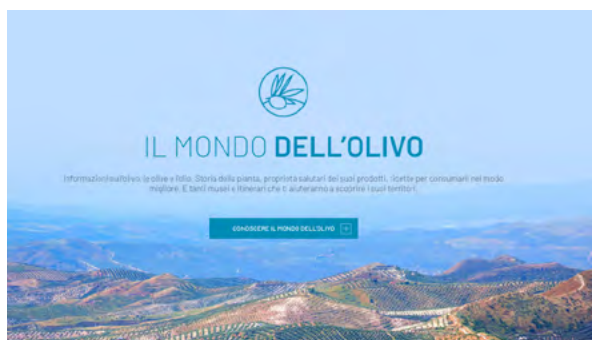 IL MONDO DELL'OLIVO
Informazioni sull'olivo, le olive e l'olio. Storia della pianta, proprietà salutari dei suoi prodotti, ricette per consumarli nel modo
migliore. E tanti musei e itinerari che ti aiuteranno a scoprire i suoi territori.
CONOSCERE IL MONDO DELL'OLIVO